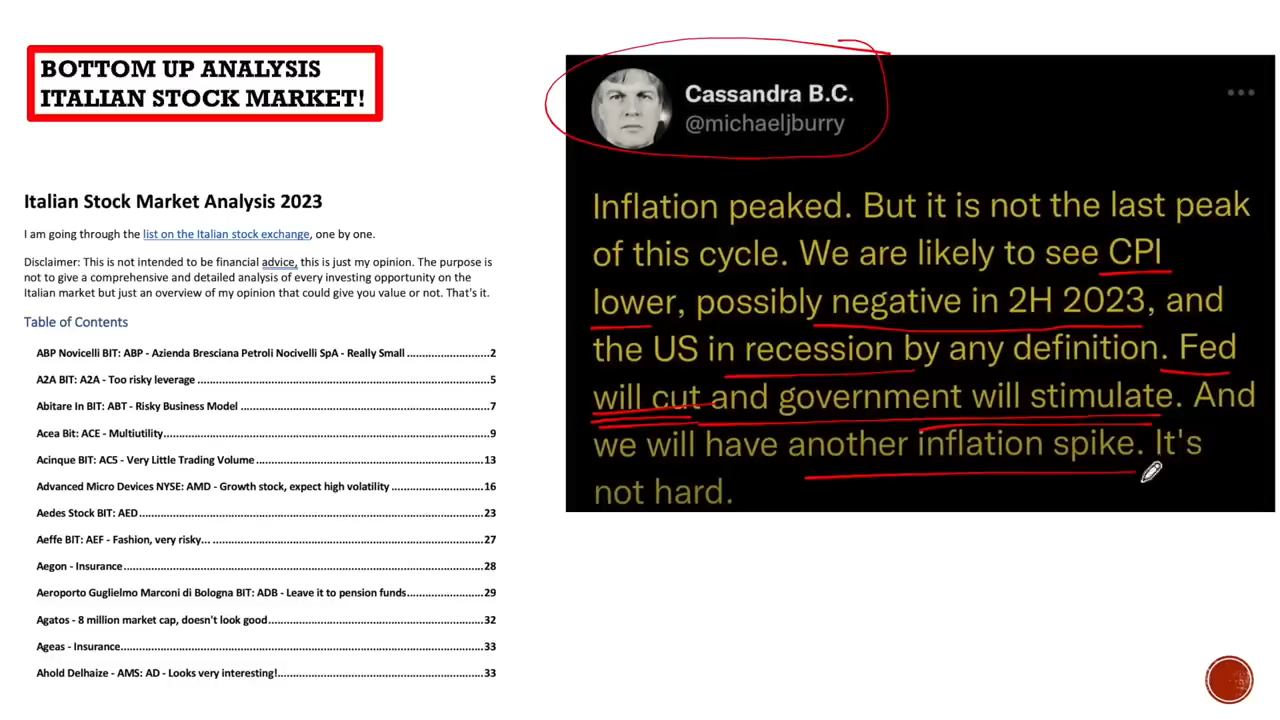 BOTTOM UP ANALYSIS
ITALIAN STOCK MARKET!
Italian Stock Market Analysis 2023
I am going through the list on the Italian stock exchange, one by one.
Disclaimer: This is not intended to be financial advice, this is just my opinion. The purpose is
not to give a comprehensive and detailed analysis of every investing opportunity on the
Italian market but just an overview of my opinion that could give you value or not. That's it.
Table of Contents
ABP Novicelli BIT: ABP - Azienda Bresciana Petroli Nocivelli SpA - Really Small ........................2
A2A BIT: A2A - Too risky leverage ........................5
Abitare In BIT: ABT - Risky Business Model ........................7
Acea Bit: ACE - Multiutility........................9
Acinque BIT: AC5 - Very Little Trading Volume ........................13
Advanced Micro Devices NYSE: AMD - Growth stock, expect high volatility ........................16
Aedes Stock BIT: AED........................23
Aeffe BIT: AEF - Fashion, very risky... ........................27
Aegon - Insurance........................28
Aeroporto Guglielmo Marconi di Bologna BIT: ADB - Leave it to pension funds........................29
Agatos - 8 million market cap, doesn't look good........................32
Ageas - Insurance........................33
Ahold Delhaize - AMS: AD - Looks very interesting!........................33
Cassandra B.C.
@michaeljburry
Inflation peaked. But it is not the last peak
of this cycle. We are likely to see CPI
lower, possibly negative in 2H 2023, and
the US in recession by any definition. Fed
will cut and government will stimulate. And
we will have another inflation spike. It's
not hard.